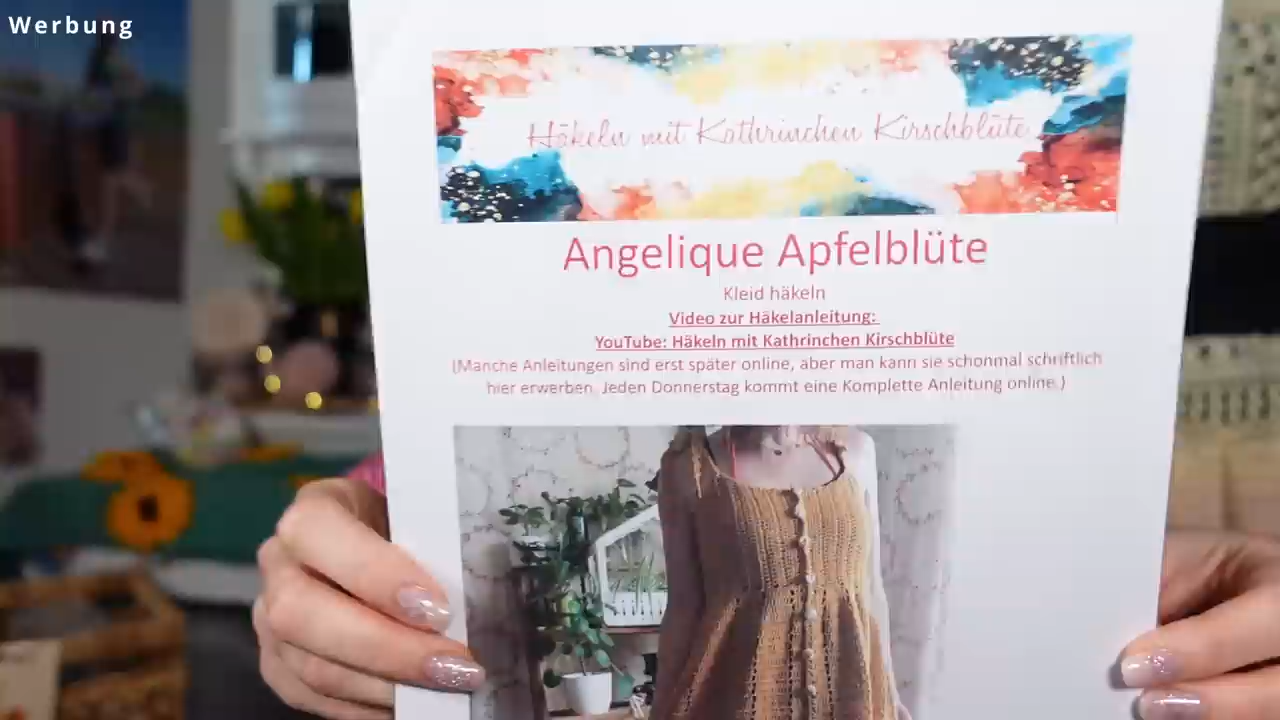 Werbung
Häkeln mit Kathrinchen Kirschblüte
Angelique Apfelblüte
Kleid häkeln
Video zur Häkelanleitung:
YouTube: Häkeln mit Kathrinchen Kirschblüte
(Manche Anleitungen sind erst später online, aber man kann sie schonmal schriftlich
hier erwerben. Jeden Donnerstag kommt eine Komplette Anleitung online.)